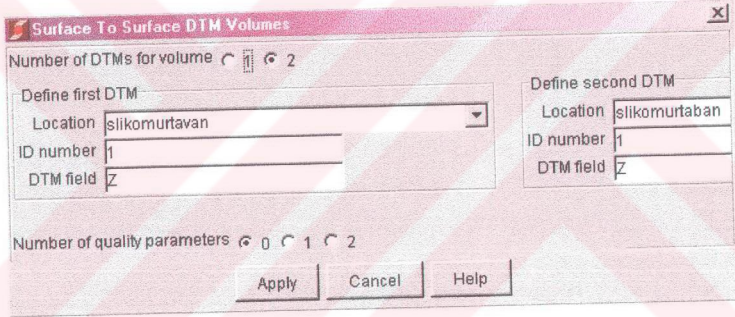 Surface To Surface DTM Volumes
Number of DTMs for volume 1 2
Define first DTM
Location slikomurtavan
ID number 1
DTM field Z
Define second DTM
Location slikomurtaban
ID number 1
DTM field Z
Number of quality parameters 0 1 2
Apply Cancel Help